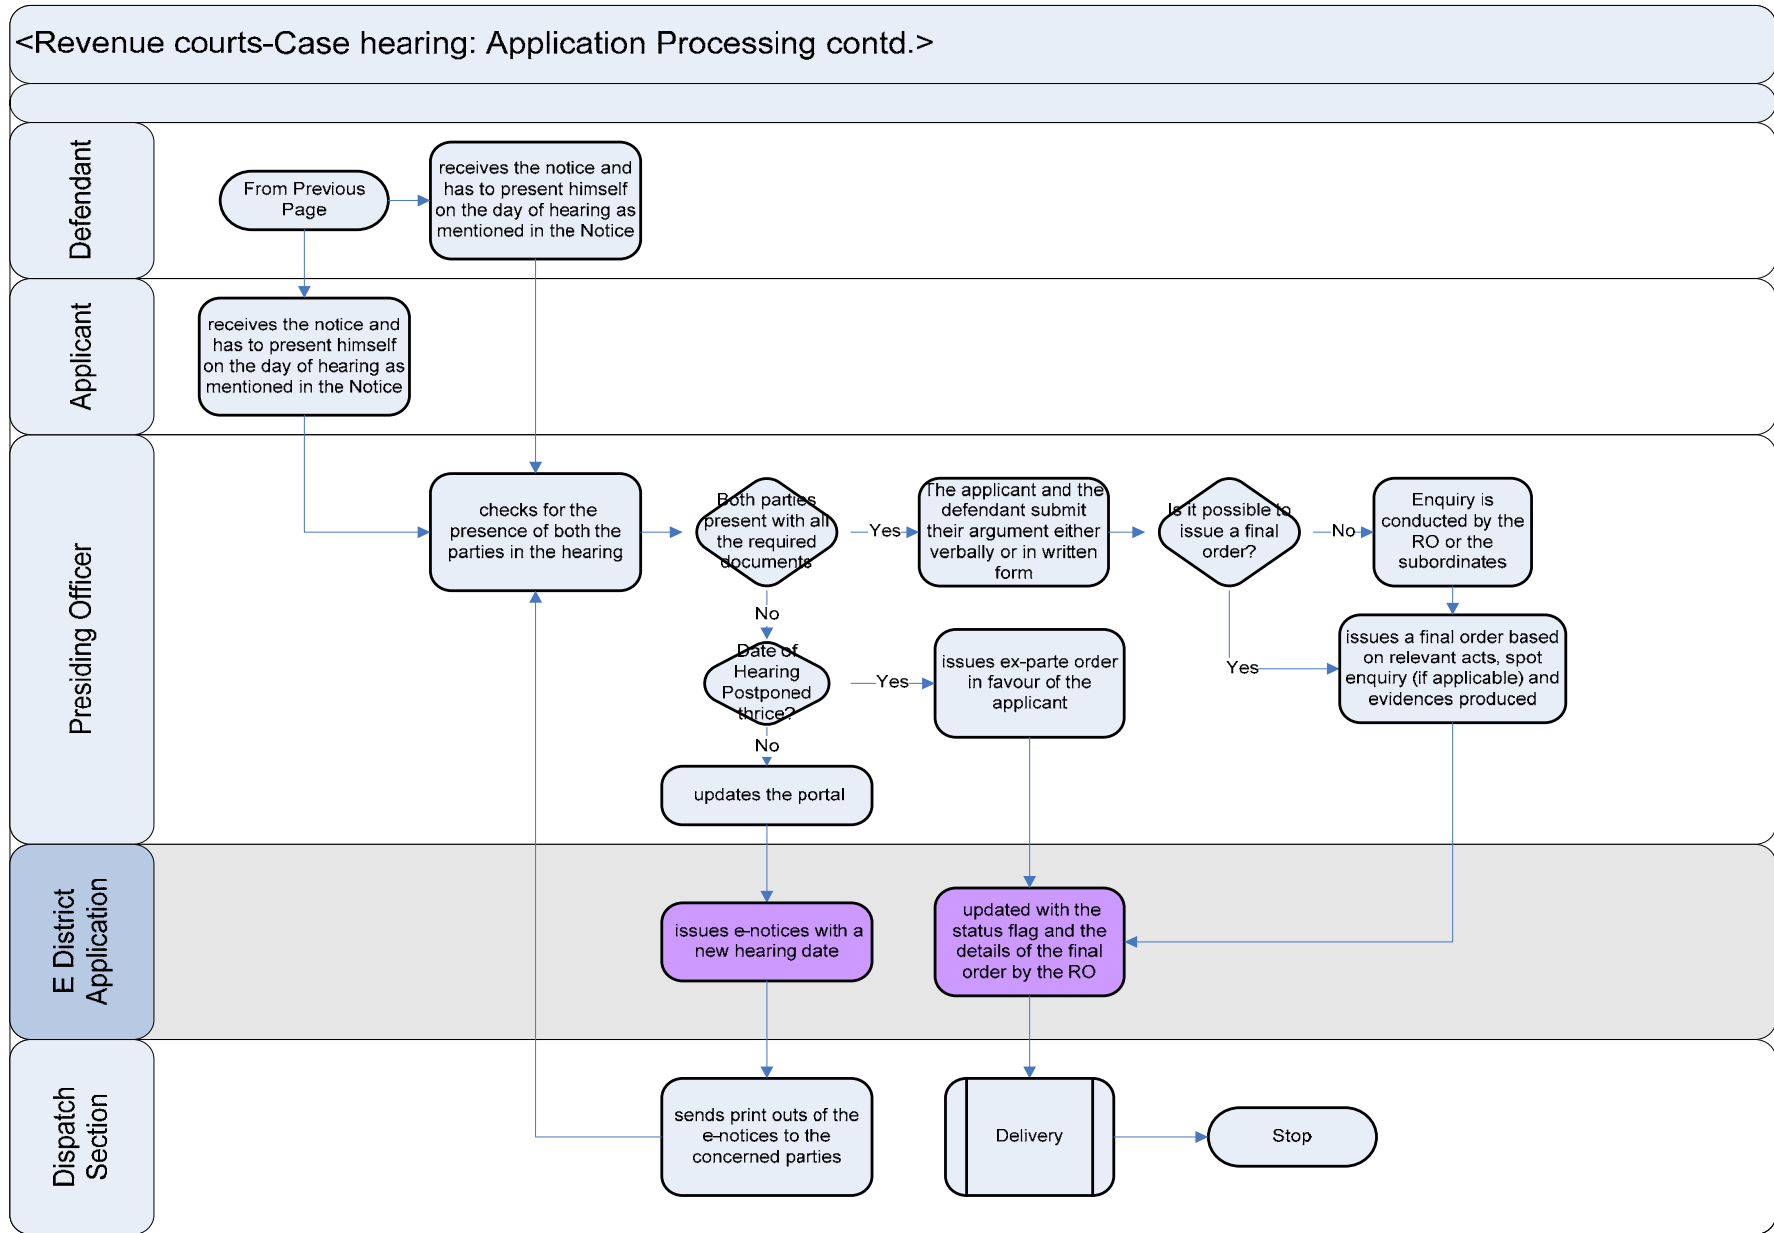 <Revenue courts-Case hearing: Application Processing contd.>
Defendant
From Previous
Page
receives the notice and
has to present himself
on the day of hearing as
mentioned in the Notice
Applicant
receives the notice and
has to present himself
on the day of hearing as
mentioned in the Notice
Presiding Officer
checks for the
presence of both the
parties in the hearing
Both parties
present with all
the required
documents
Yes
The applicant and the
defendant submit
their argument either
verbally or in written
form
Is it possible to
issue a final
order?
No
Enquiry is
conducted by the
RO or the
subordinates
No
Date of
Hearing
Postponed
thrice?
Yes
issues ex-parte order
in favour of the
applicant
Yes
issues a final order based
on relevant acts, spot
enquiry (if applicable) and
evidences produced
No
updates the portal
E District
Application
issues e-notices with a
new hearing date
updated with the
status flag and the
details of the final
order by the RO
Dispatch
Section
sends print outs of the
e-notices to the
concerned parties
Delivery
Stop